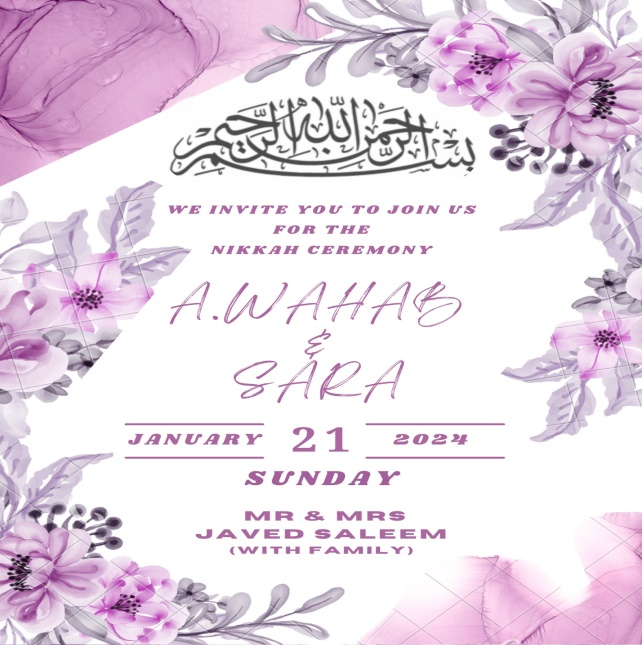 بسم الله الرحمن الرحيم
WE INVITE YOU TO JOIN US
FOR THE
NIKKAH CEREMONY
A.WAHAB
&
SARA
JANUARY 21 2024
SUNDAY
MR & MRS
JAVED SALEEM
(WITH FAMILY)